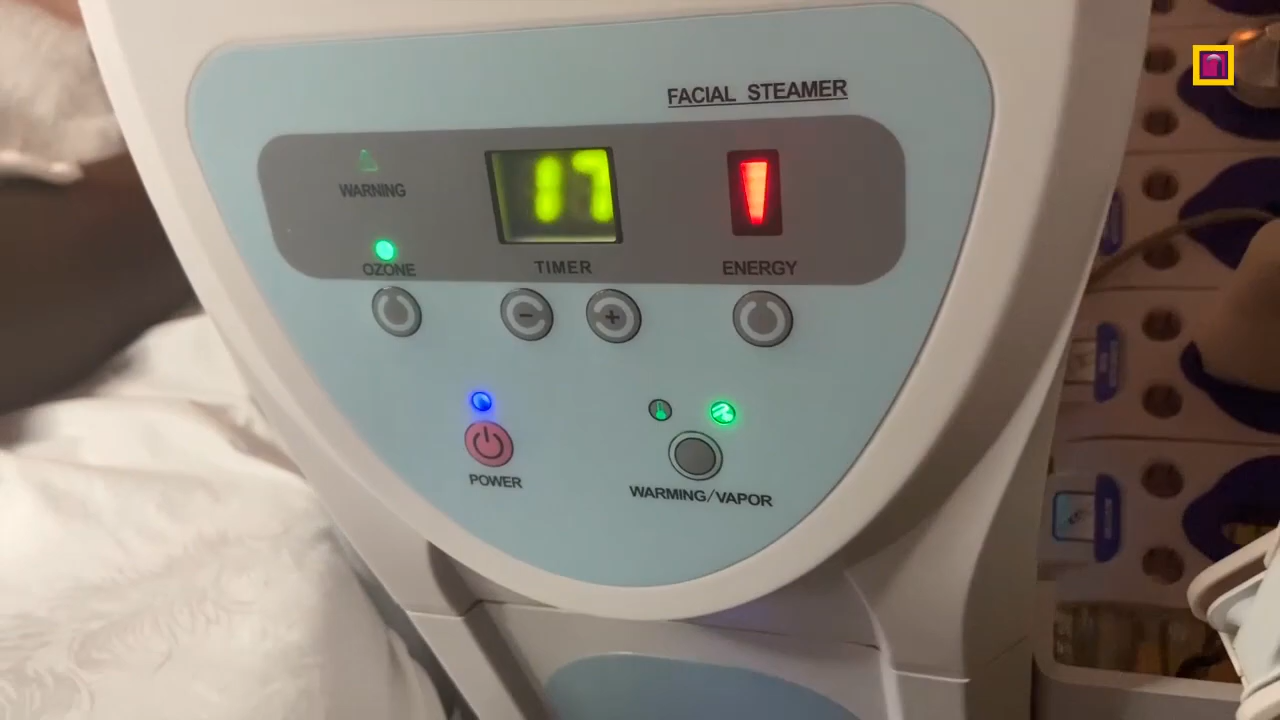 FACIAL STEAMER
WARNING
17
OZONE
TIMER
ENERGY
−
+
POWER
WARMING/VAPOR